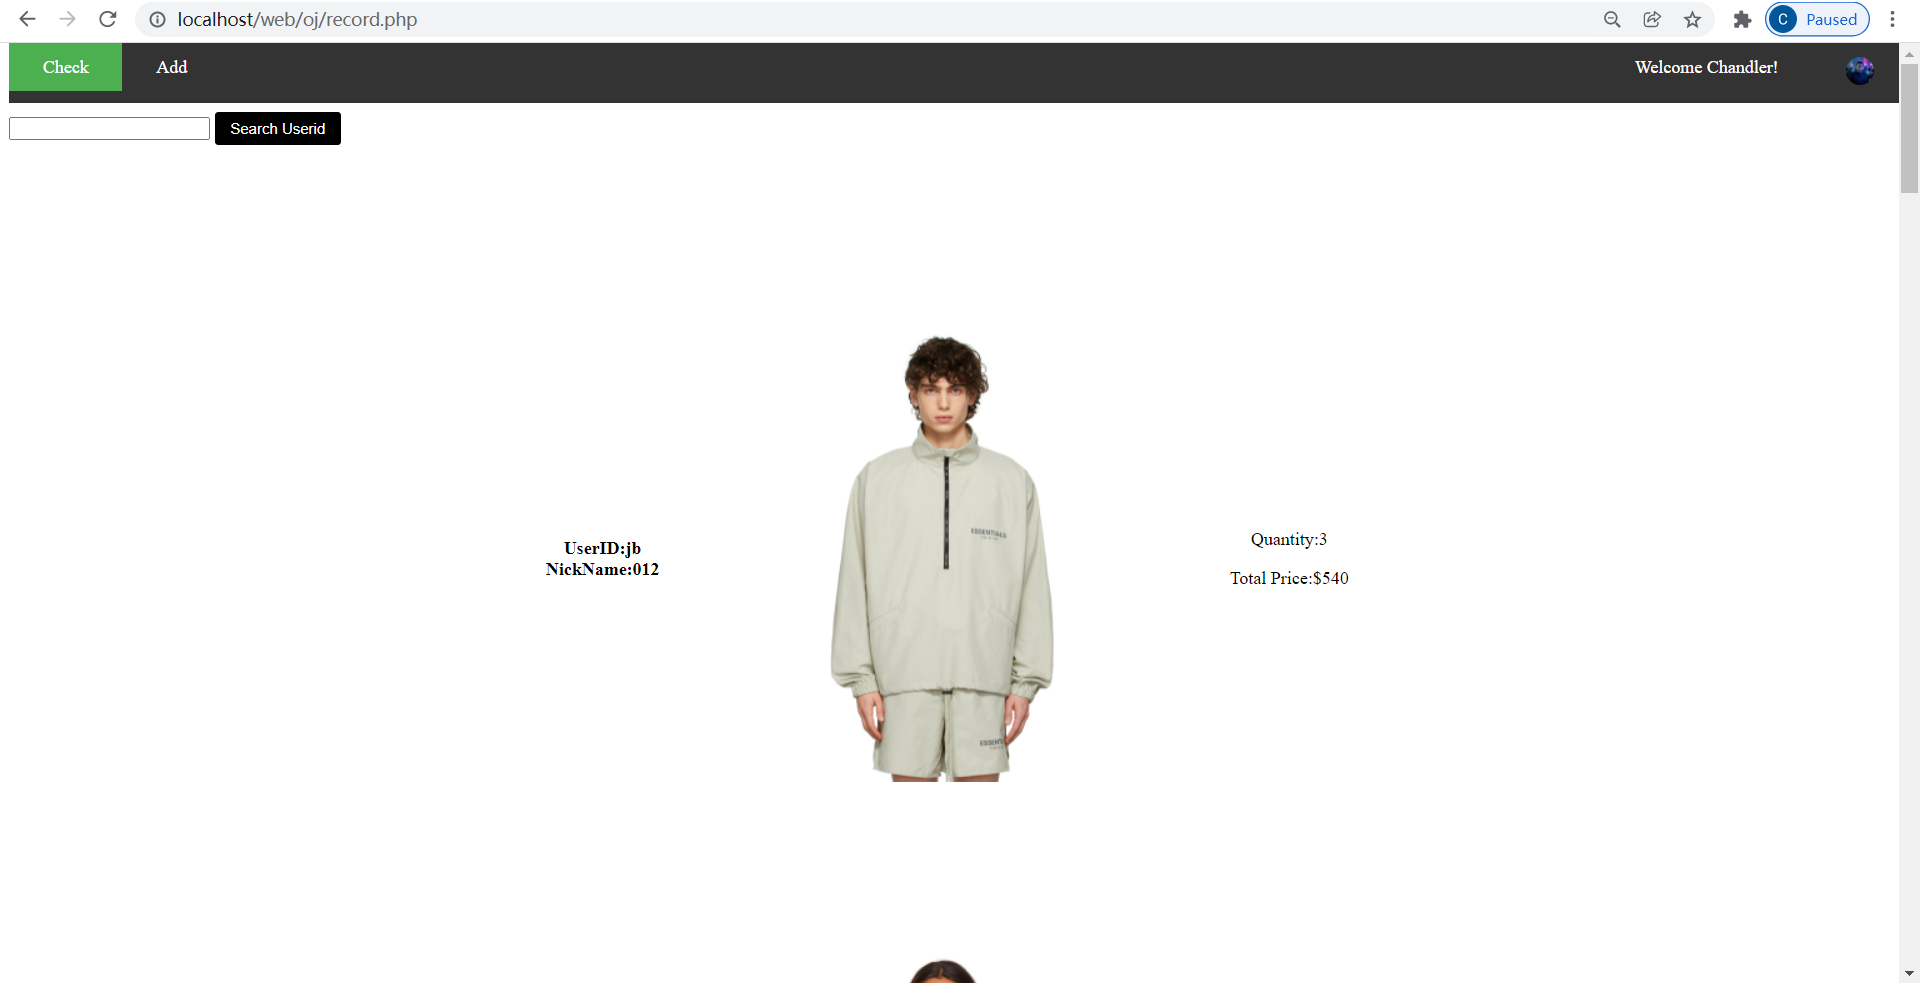 localhost/web/oj/record.php
C Paused
Check Add Welcome Chandler!
Search Userid
ESSENTIALS
UserID:jb
NickName:012
Quantity:3
Total Price:$540